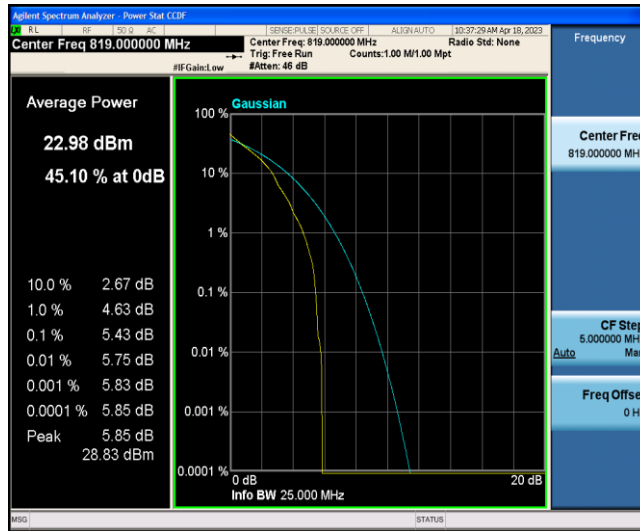 Agilent Spectrum Analyzer - Power Stat CCDF
RL RF 50 Ω AC SENSE:PULSE SOURCE OFF ALIGN AUTO 10:37:29 AM Apr 18, 2023
Center Freq 819.000000 MHz
Center Freq: 819.000000 MHz Radio Std: None
Trig: Free Run Counts:1.00 M/1.00 Mpt
#IFGain:Low #Atten: 46 dB
Frequency
Average Power
22.98 dBm
45.10 % at 0dB
10.0 % 2.67 dB
1.0 % 4.63 dB
0.1 % 5.43 dB
0.01 % 5.75 dB
0.001 % 5.83 dB
0.0001 % 5.85 dB
Peak 5.85 dB
28.83 dBm
Gaussian
100 %
10 %
1 %
0.1 %
0.01 %
0.001 %
0.0001 %
0 dB 20 dB
Info BW 25.000 MHz
Center Freq
819.000000 MH
CF Step
5.000000 MH
Auto Ma
Freq Offse
0 H
MSG STATUS